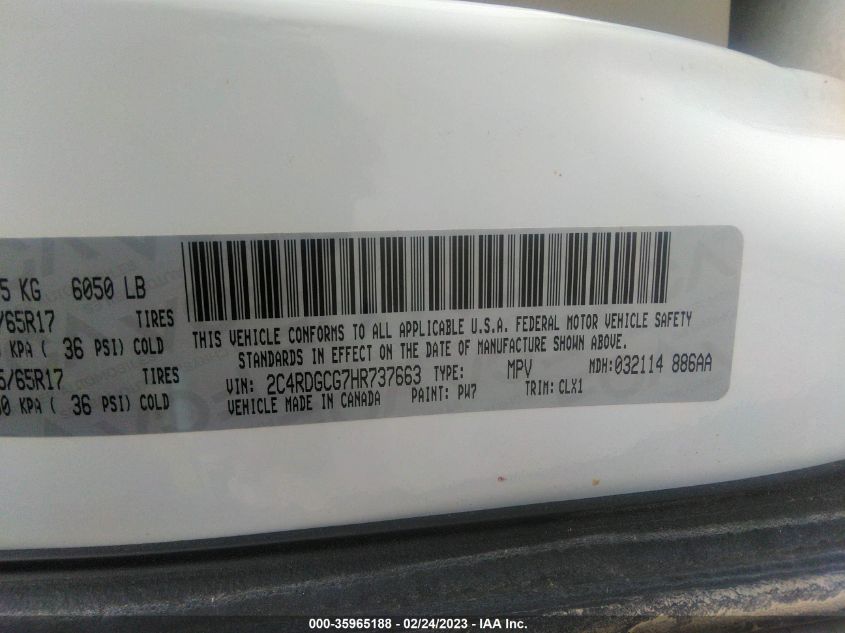 5 KG 6050 LB
/65R17 TIRES
KPA ( 36 PSI) COLD
5/65R17 TIRES
0 KPA ( 36 PSI) COLD
THIS VEHICLE CONFORMS TO ALL APPLICABLE U.S.A. FEDERAL MOTOR VEHICLE SAFETY
STANDARDS IN EFFECT ON THE DATE OF MANUFACTURE SHOWN ABOVE.
VIN: 2C4RDGCG7HR737663 TYPE: MPV MDH:032114 886AA
VEHICLE MADE IN CANADA PAINT: PW7 TRIM: CLX1
000-35965188 - 02/24/2023 - IAA Inc.